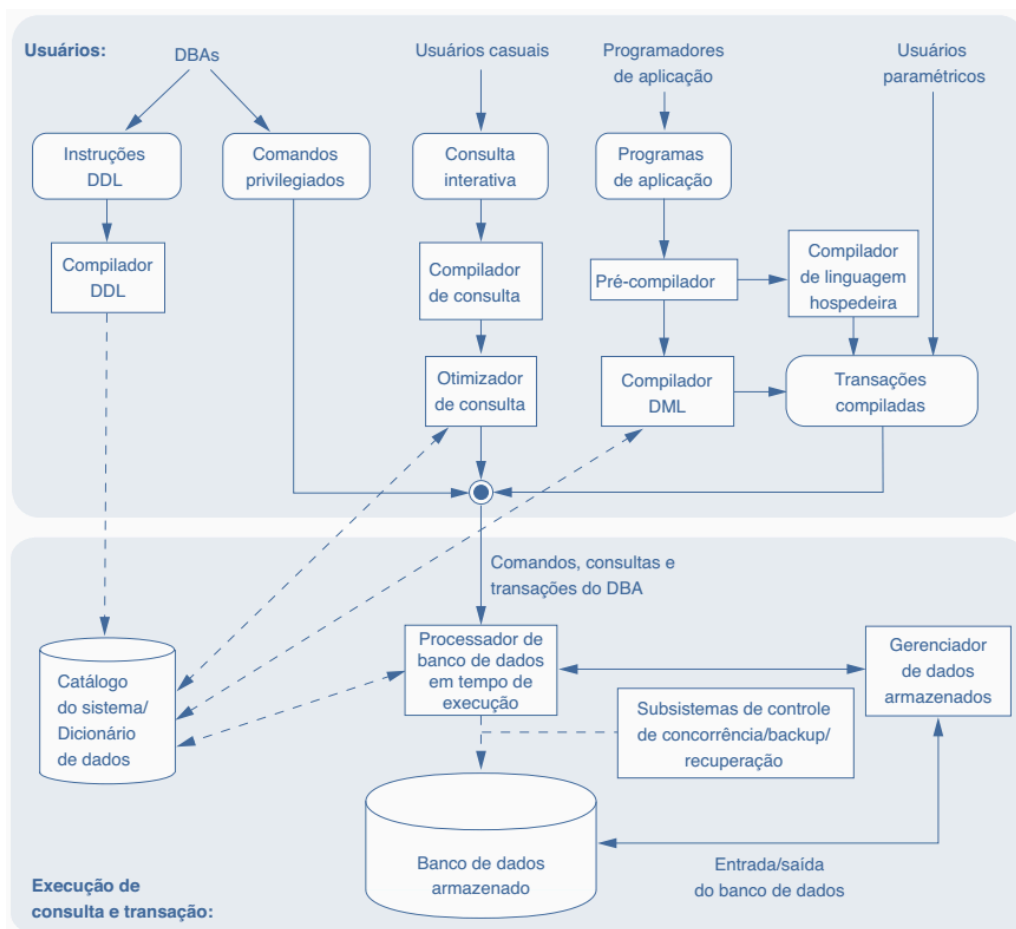 Usuários:
DBAs
Usuários casuais
Programadores
de aplicação
Usuários
paramétricos
Instruções
DDL
Comandos
privilegiados
Consulta
interativa
Programas
de aplicação
Compilador
DDL
Compilador
de consulta
Pré-compilador
Compilador
de linguagem
hospedeira
Otimizador
de consulta
Compilador
DML
Transações
compiladas
Comandos, consultas e
transações do DBA
Processador de
banco de dados
em tempo de
execução
Gerenciador
de dados
armazenados
Catálogo
do sistema/
Dicionário
de dados
Subsistemas de controle
de concorrência/backup/
recuperação
Banco de dados
armazenado
Entrada/saída
do banco de dados
Execução de
consulta e transação: